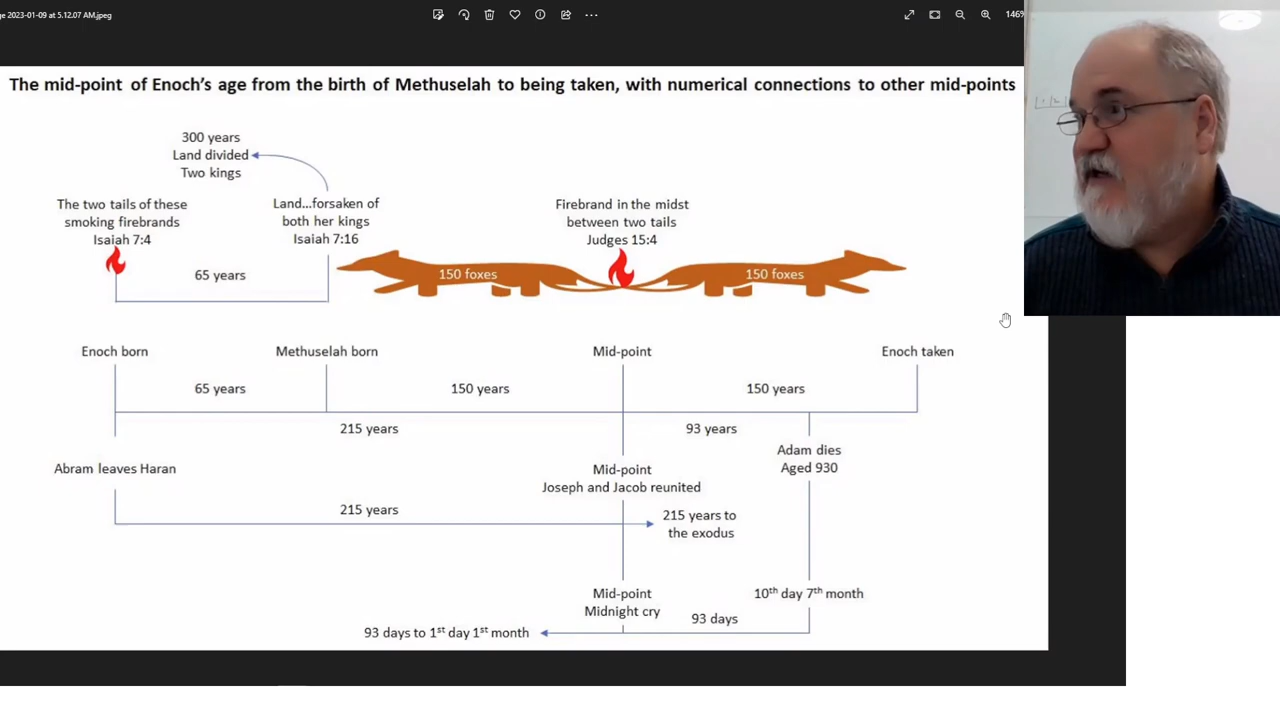 ge 2023-01-09 at 5.12.07 AM.jpeg
146%
The mid-point of Enoch's age from the birth of Methuselah to being taken, with numerical connections to other mid-points
300 years
Land divided
Two kings
The two tails of these
smoking firebrands
Isaiah 7:4
Land...forsaken of
both her kings
Isaiah 7:16
Firebrand in the midst
between two tails
Judges 15:4
65 years
150 foxes
150 foxes
Enoch born
Methuselah born
Mid-point
Enoch taken
65 years
150 years
150 years
215 years
93 years
Adam dies
Aged 930
Abram leaves Haran
Mid-point
Joseph and Jacob reunited
215 years
215 years to
the exodus
Mid-point
Midnight cry
10th day 7th month
93 days
93 days to 1st day 1st month